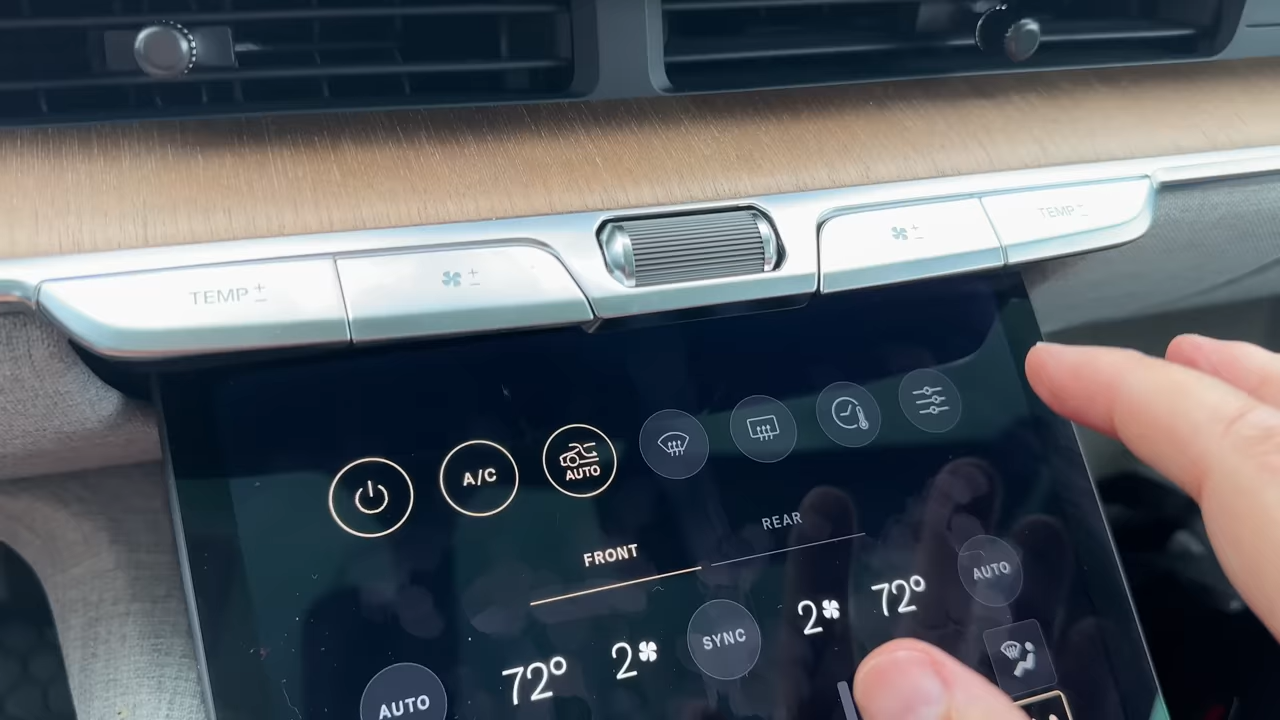 TEMP +-
+-
+-
TEMP +-
A/C
AUTO
FRONT
REAR
AUTO
72°
2
SYNC
2
72°
AUTO